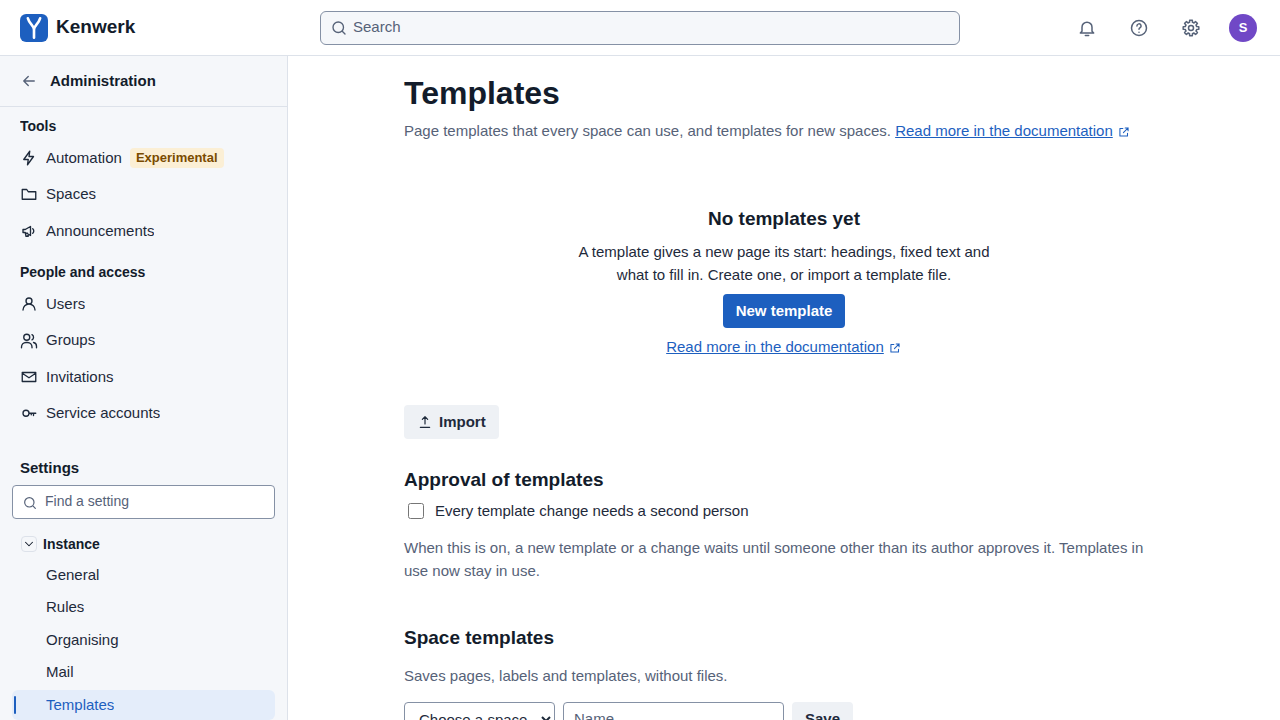 Kenwerk
Search
S
Administration
Tools
Automation Experimental
Spaces
Announcements
People and access
Users
Groups
Invitations
Service accounts
Settings
Find a setting
Instance
General
Rules
Organising
Mail
Templates
Templates
Page templates that every space can use, and templates for new spaces. Read more in the documentation
No templates yet
A template gives a new page its start: headings, fixed text and
what to fill in. Create one, or import a template file.
New template
Read more in the documentation
Import
Approval of templates
Every template change needs a second person
When this is on, a new template or a change waits until someone other than its author approves it. Templates in
use now stay in use.
Space templates
Saves pages, labels and templates, without files.
Choose a space Name Save